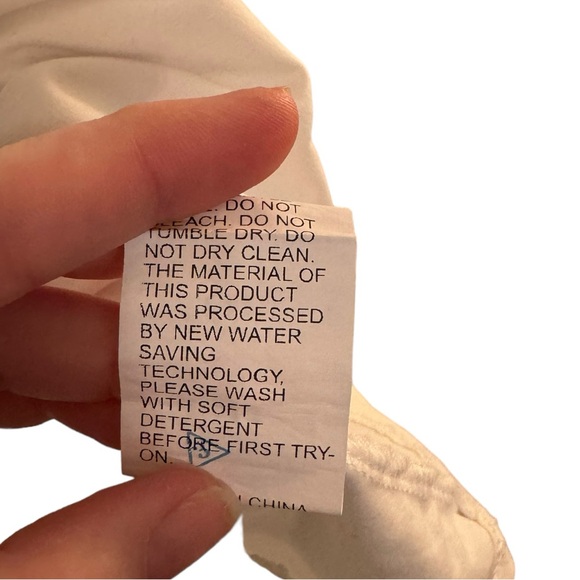 DO NOT
BLEACH. DO NOT
TUMBLE DRY. DO
NOT DRY CLEAN.
THE MATERIAL OF
THIS PRODUCT
WAS PROCESSED
BY NEW WATER
SAVING
TECHNOLOGY,
PLEASE WASH
WITH SOFT
DETERGENT
BEFORE FIRST TRY-
ON.
CHINA